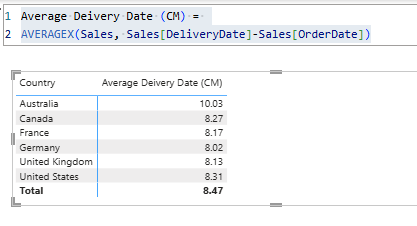 1 Average Deivery Date (CM) =
2 AVERAGEX(Sales, Sales[DeliveryDate]-Sales[OrderDate])
Country Average Deivery Date (CM)
Australia 10.03
Canada 8.27
France 8.17
Germany 8.02
United Kingdom 8.13
United States 8.31
Total 8.47